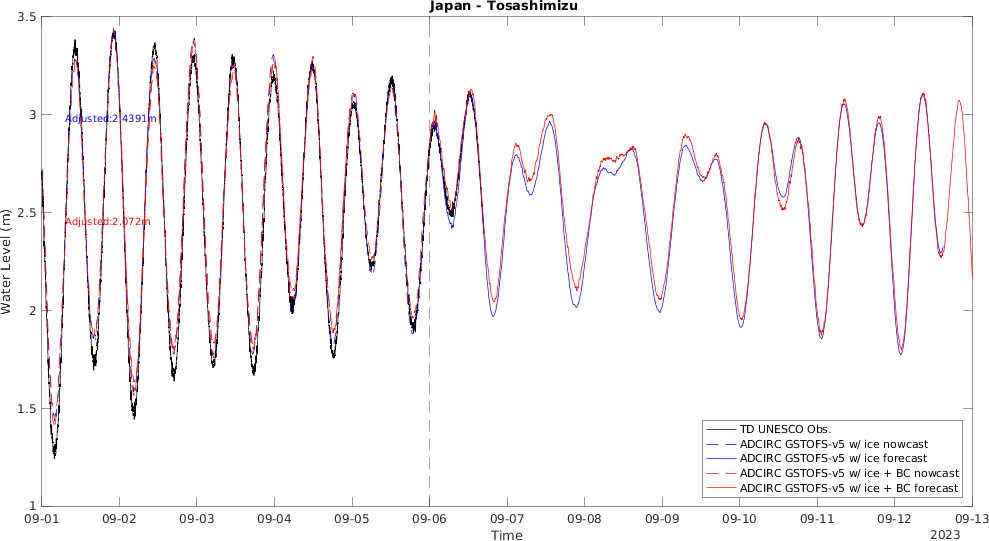 Japan - Tosashimizu
3.5
3
2.5
2
1.5
1
Water Level (m)
Adjusted:2.4391m
Adjusted:2.072m
TD UNESCO Obs.
ADCIRC GSTOFS-v5 w/ ice nowcast
ADCIRC GSTOFS-v5 w/ ice forecast
ADCIRC GSTOFS-v5 w/ ice + BC nowcast
ADCIRC GSTOFS-v5 w/ ice + BC forecast
09-01 09-02 09-03 09-04 09-05 09-06 09-07 09-08 09-09 09-10 09-11 09-12 09-13
Time
2023